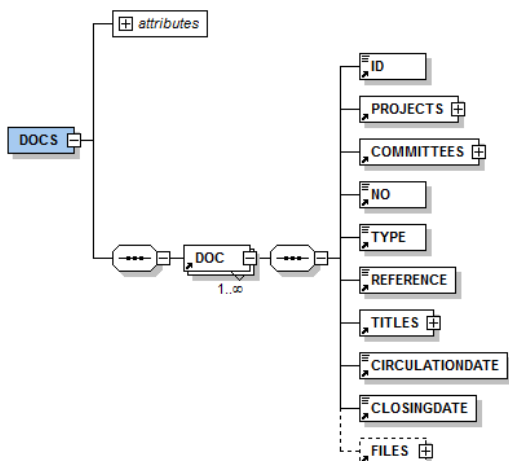 attributes
ID
PROJECTS
COMMITTEES
DOCS
NO
TYPE
DOC
1..∞
REFERENCE
TITLES
CIRCULATIONDATE
CLOSINGDATE
FILES